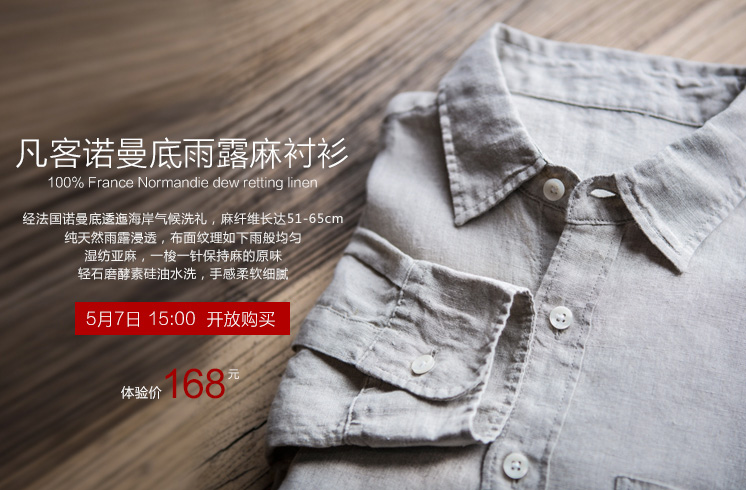 凡客诺曼底雨露麻衬衫
100% France Normandie dew retting linen
经法国诺曼底逶迤海岸气候洗礼，麻纤维长达51-65cm
纯天然雨露浸透，布面纹理如下雨般均匀
湿纺亚麻，一梭一针保持麻的原味
轻石磨酵素硅油水洗，手感柔软细腻
5月7日 15:00 开放购买
体验价168元